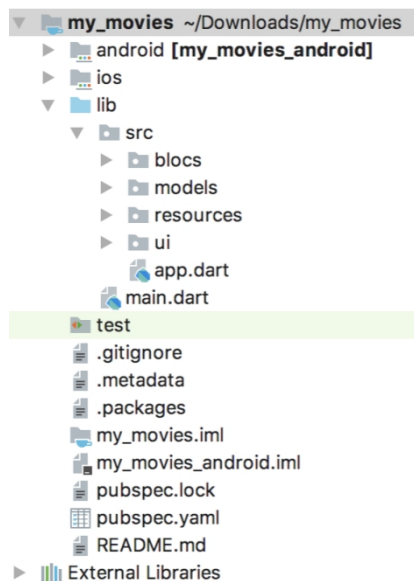 my_movies ~/Downloads/my_movies
android [my_movies_android]
ios
lib
src
blocs
models
resources
ui
app.dart
main.dart
test
.gitignore
.metadata
.packages
my_movies.iml
my_movies_android.iml
pubspec.lock
pubspec.yaml
README.md
External Libraries